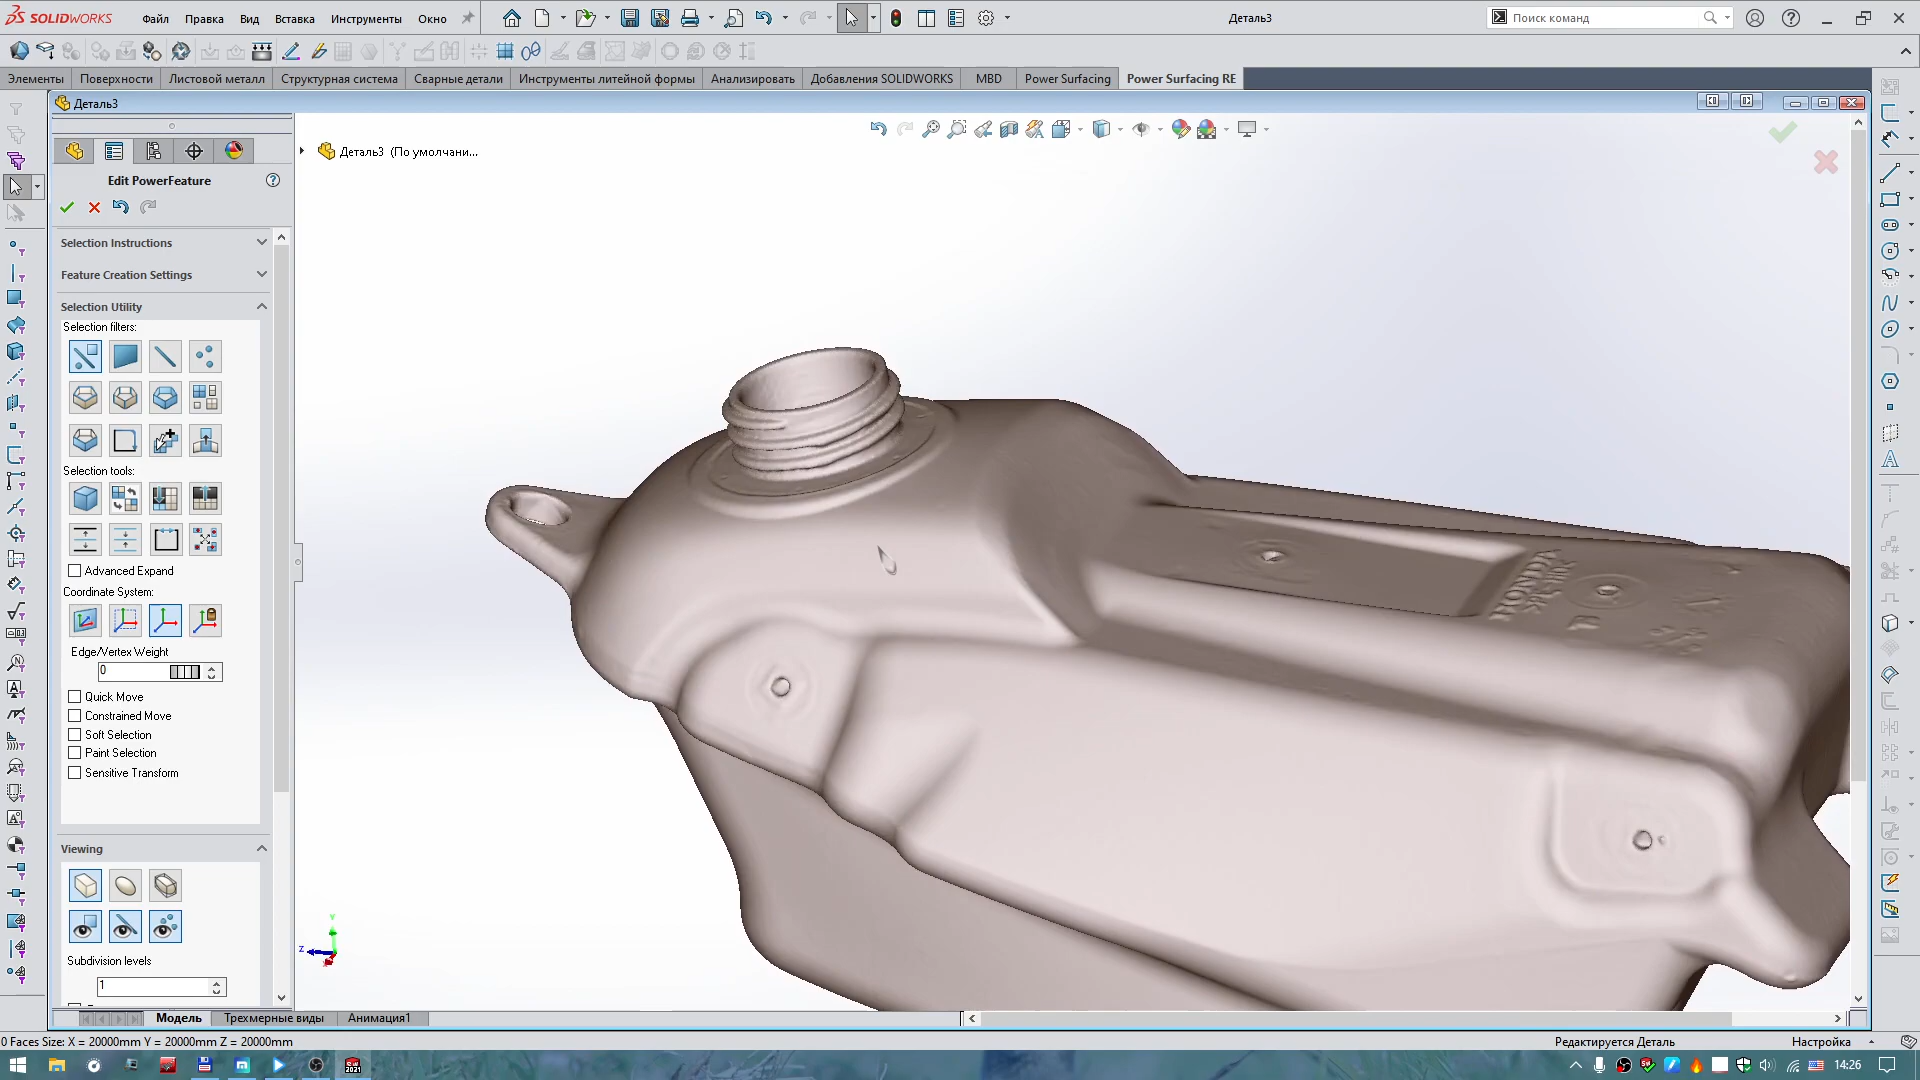 SOLIDWORKS
Файл Правка Вид Вставка Инструменты Окно
Деталь3
Поиск команд
Элементы Поверхности Листовой металл Структурная система Сварные детали Инструменты литейной формы Анализировать Добавления SOLIDWORKS MBD Power Surfacing Power Surfacing RE
Деталь3
Деталь3 (По умолчани...
Edit PowerFeature
Selection Instructions
Feature Creation Settings
Selection Utility
Selection filters:
Selection tools:
Advanced Expand
Coordinate System:
Edge/Vertex Weight
0
Quick Move
Constrained Move
Soft Selection
Paint Selection
Sensitive Transform
Viewing
Subdivision levels
1
Y
Z
Модель Трехмерные виды Анимация1
0 Faces Size: X = 20000mm Y = 20000mm Z = 20000mm
Редактируется Деталь
Настройка
14:26